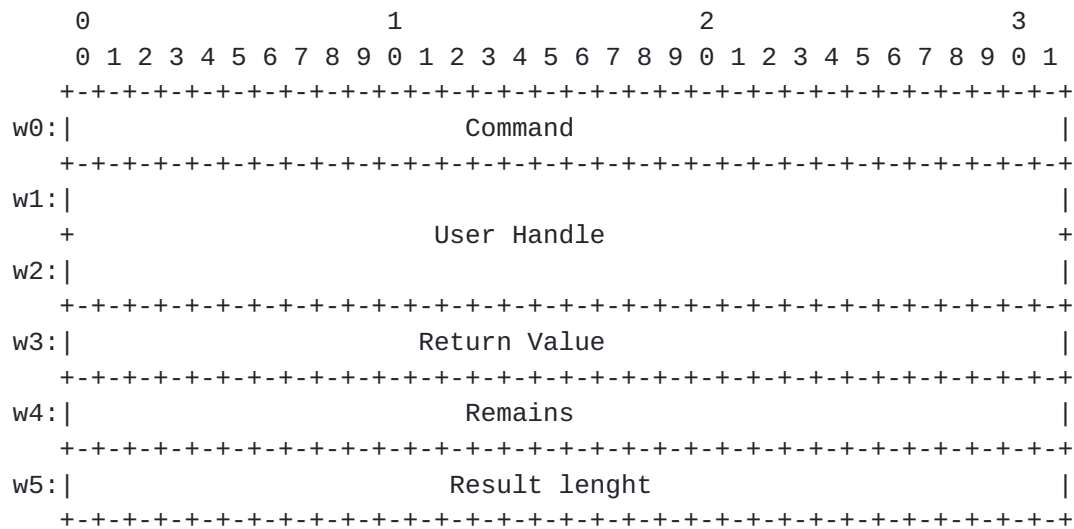 0                   1                   2                   3
0 1 2 3 4 5 6 7 8 9 0 1 2 3 4 5 6 7 8 9 0 1 2 3 4 5 6 7 8 9 0 1
+-+-+-+-+-+-+-+-+-+-+-+-+-+-+-+-+-+-+-+-+-+-+-+-+-+-+-+-+-+-+-+-+
w0:|                         Command                               |
+-+-+-+-+-+-+-+-+-+-+-+-+-+-+-+-+-+-+-+-+-+-+-+-+-+-+-+-+-+-+-+-+
w1:|                                                               |
+                       User Handle                             +
w2:|                                                               |
+-+-+-+-+-+-+-+-+-+-+-+-+-+-+-+-+-+-+-+-+-+-+-+-+-+-+-+-+-+-+-+-+
w3:|                      Return Value                             |
+-+-+-+-+-+-+-+-+-+-+-+-+-+-+-+-+-+-+-+-+-+-+-+-+-+-+-+-+-+-+-+-+
w4:|                         Remains                               |
+-+-+-+-+-+-+-+-+-+-+-+-+-+-+-+-+-+-+-+-+-+-+-+-+-+-+-+-+-+-+-+-+
w5:|                        Result lenght                          |
+-+-+-+-+-+-+-+-+-+-+-+-+-+-+-+-+-+-+-+-+-+-+-+-+-+-+-+-+-+-+-+-+